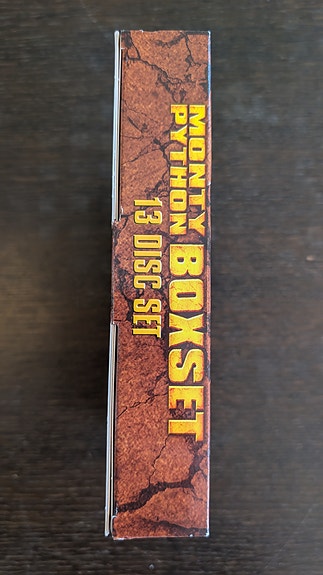 MONTY
PYTHON
BOXSET
13 DISC SET